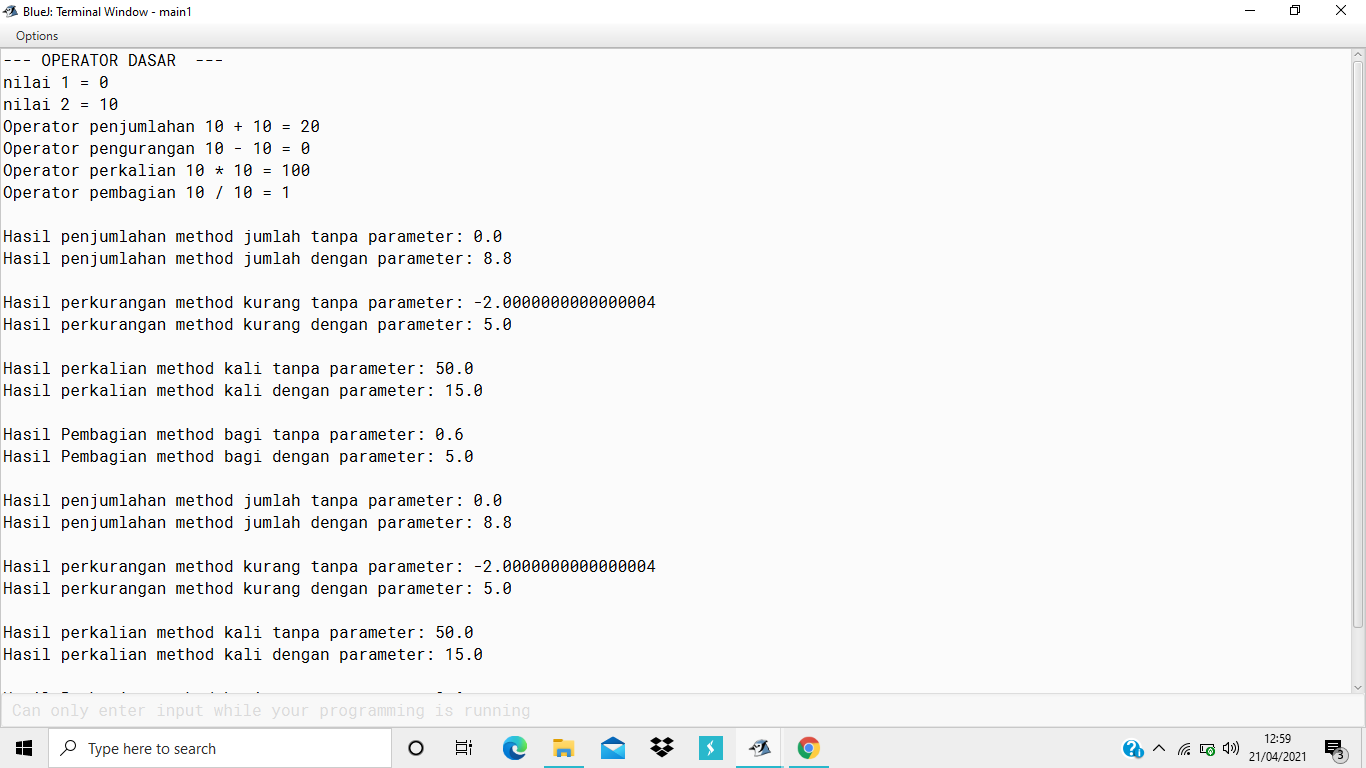 BlueJ: Terminal Window - main1
Options
--- OPERATOR DASAR  ---
nilai 1 = 0
nilai 2 = 10
Operator penjumlahan 10 + 10 = 20
Operator pengurangan 10 - 10 = 0
Operator perkalian 10 * 10 = 100
Operator pembagian 10 / 10 = 1
Hasil penjumlahan method jumlah tanpa parameter: 0.0
Hasil penjumlahan method jumlah dengan parameter: 8.8
Hasil perkurangan method kurang tanpa parameter: -2.0000000000000004
Hasil perkurangan method kurang dengan parameter: 5.0
Hasil perkalian method kali tanpa parameter: 50.0
Hasil perkalian method kali dengan parameter: 15.0
Hasil Pembagian method bagi tanpa parameter: 0.6
Hasil Pembagian method bagi dengan parameter: 5.0
Hasil penjumlahan method jumlah tanpa parameter: 0.0
Hasil penjumlahan method jumlah dengan parameter: 8.8
Hasil perkurangan method kurang tanpa parameter: -2.0000000000000004
Hasil perkurangan method kurang dengan parameter: 5.0
Hasil perkalian method kali tanpa parameter: 50.0
Hasil perkalian method kali dengan parameter: 15.0
Can only enter input while your programming is running
Type here to search
12:59
21/04/2021
3